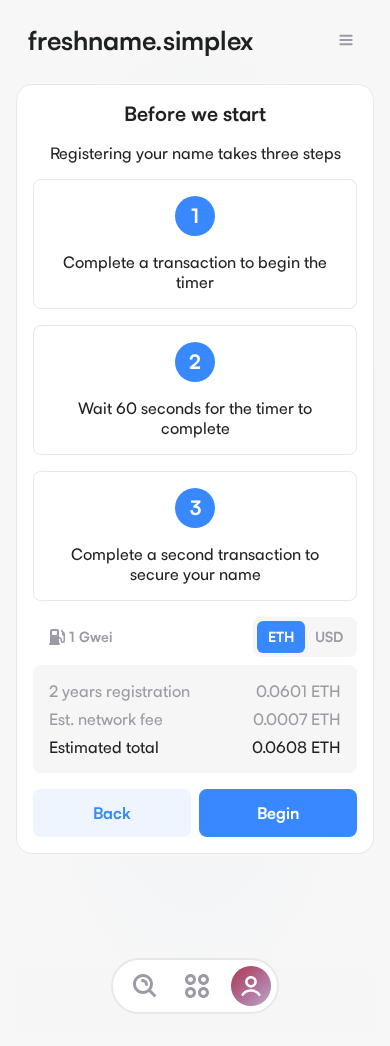 freshname.simplex
Before we start
Registering your name takes three steps
1
Complete a transaction to begin the
timer
2
Wait 60 seconds for the timer to
complete
3
Complete a second transaction to
secure your name
1 Gwei ETH USD
2 years registration 0.0601 ETH
Est. network fee 0.0007 ETH
Estimated total 0.0608 ETH
Back Begin